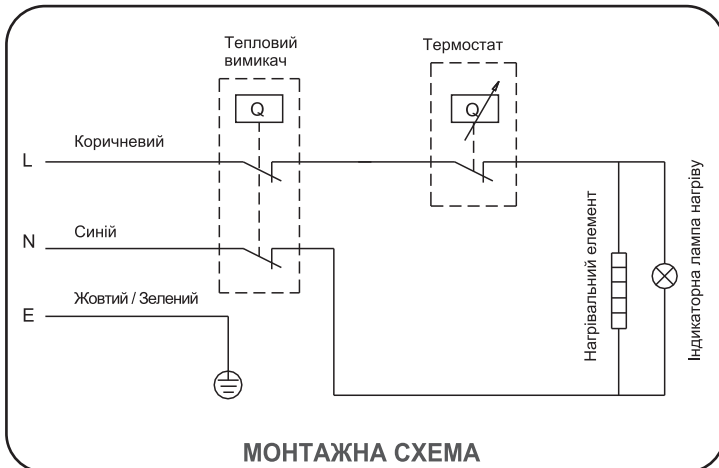 Тепловий
вимикач
Термостат
Q
Q
L
Коричневий
N
Синій
E
Жовтий / Зелений
Нагрівальний елемент
Індикаторна лампа нагріву
МОНТАЖНА СХЕМА